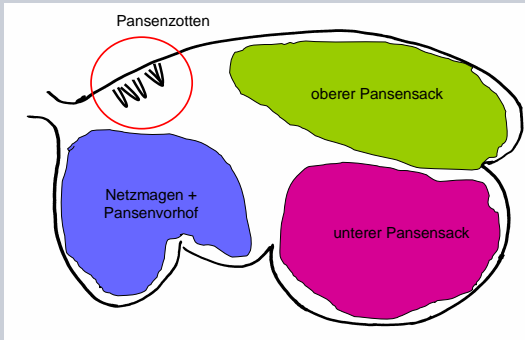 Pansenzotten
oberer Pansensack
Netzmagen +
Pansenvorhof
unterer Pansensack